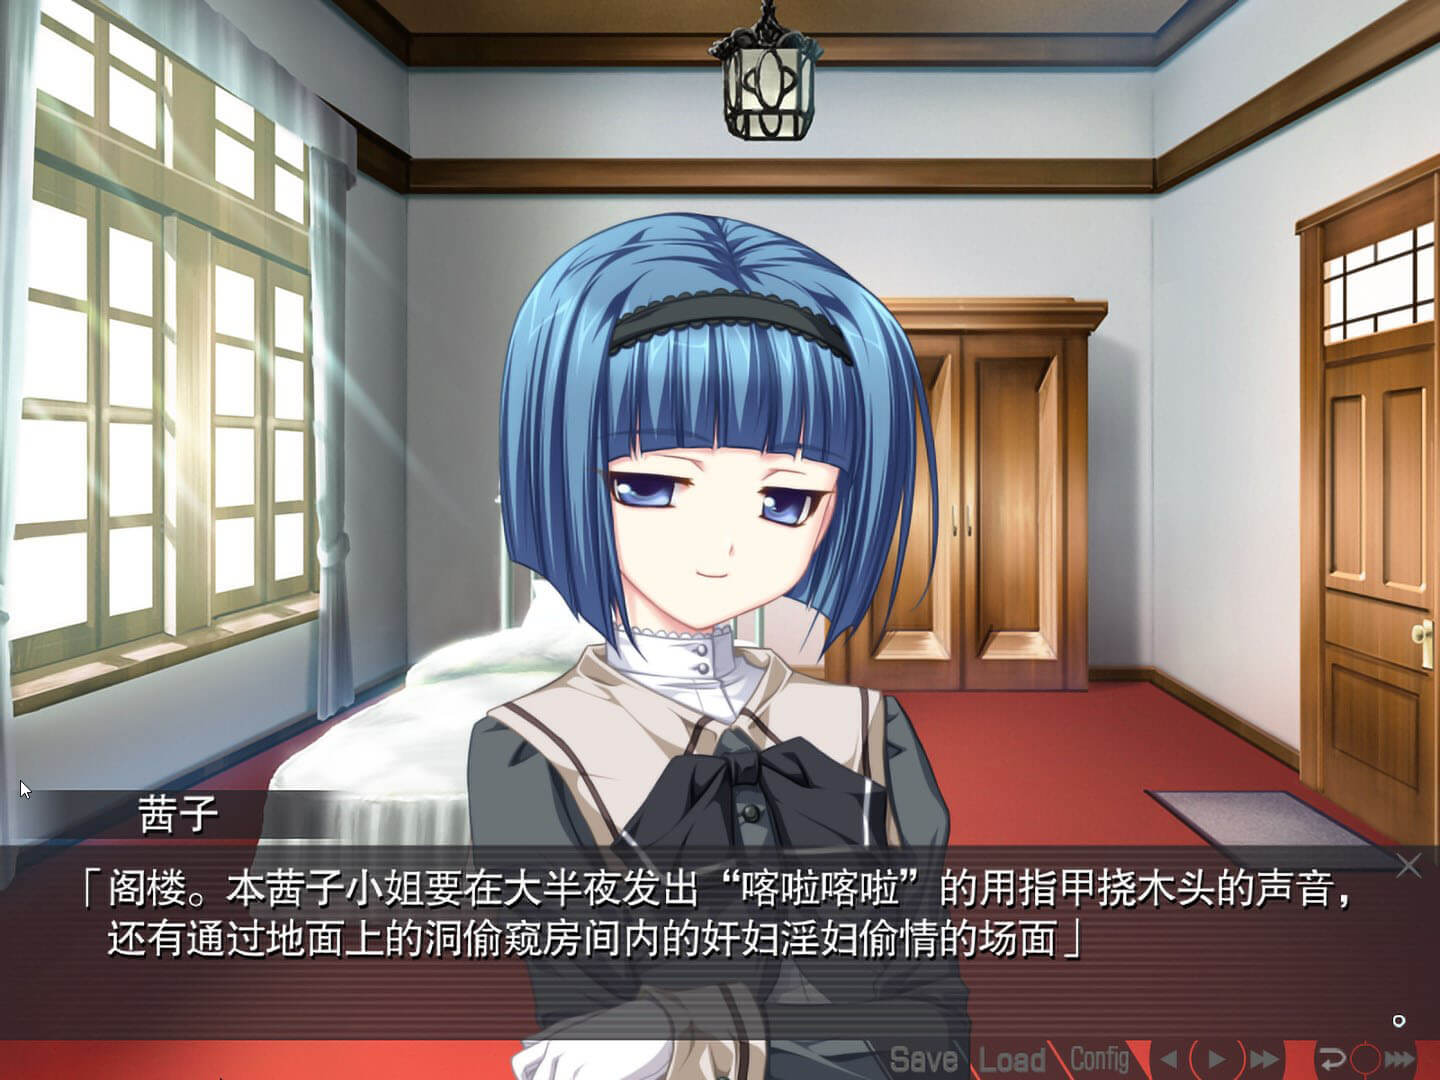 茜子
「阁楼。本茜子小姐要在大半夜发出“喀啦喀啦”的用指甲挠木头的声音，
还有通过地面上的洞偷窥房间内的奸妇淫妇偷情的场面」
Save Load Config